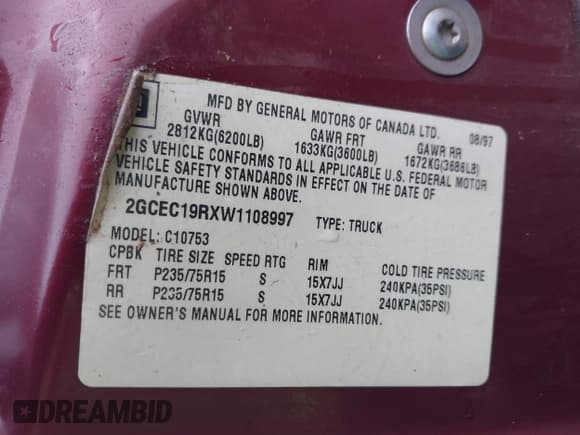 MFD BY GENERAL MOTORS OF CANADA LTD.
08/97
GVWR GAWR FRT GAWR RR
2812KG(6200LB) 1633KG(3600LB) 1672KG(3686LB)
THIS VEHICLE CONFORMS TO ALL APPLICABLE U.S. FEDERAL MOTOR
VEHICLE SAFETY STANDARDS IN EFFECT ON THE DATE OF
MANUFACTURE SHOWN ABOVE.
2GCEC19RXW1108997 TYPE: TRUCK
MODEL: C10753
CPBK TIRE SIZE SPEED RTG RIM COLD TIRE PRESSURE
FRT P235/75R15 S 15X7JJ 240KPA(35PSI)
RR P235/75R15 S 15X7JJ 240KPA(35PSI)
SEE OWNER'S MANUAL FOR MORE INFORMATION.
DREAMBID